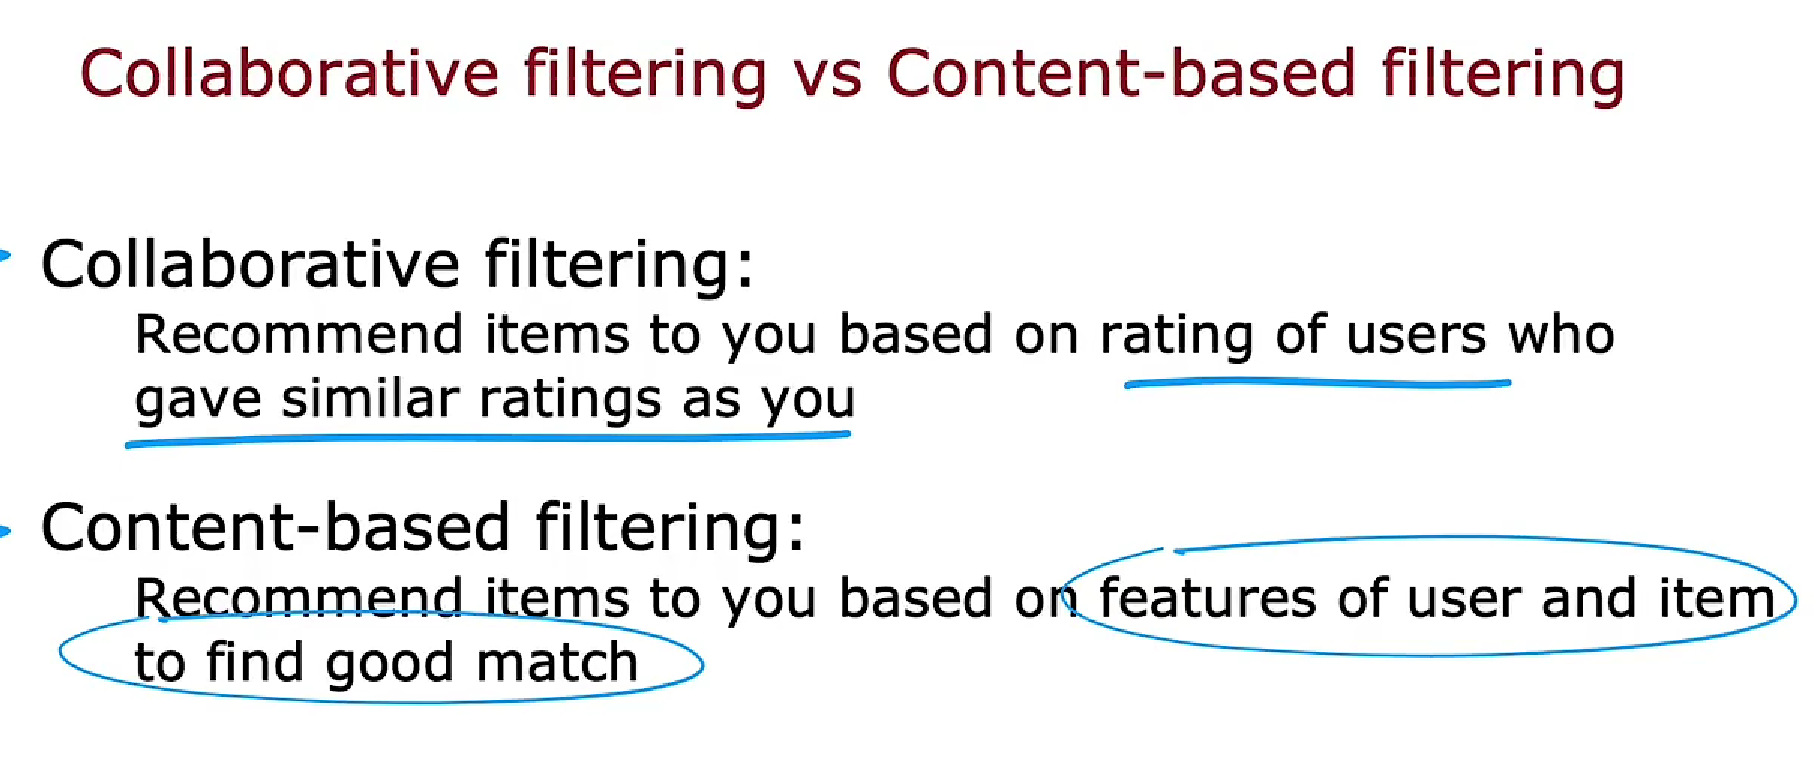 Collaborative filtering vs Content-based filtering
Collaborative filtering:
Recommend items to you based on rating of users who
gave similar ratings as you
Content-based filtering:
Recommend items to you based on features of user and item
to find good match